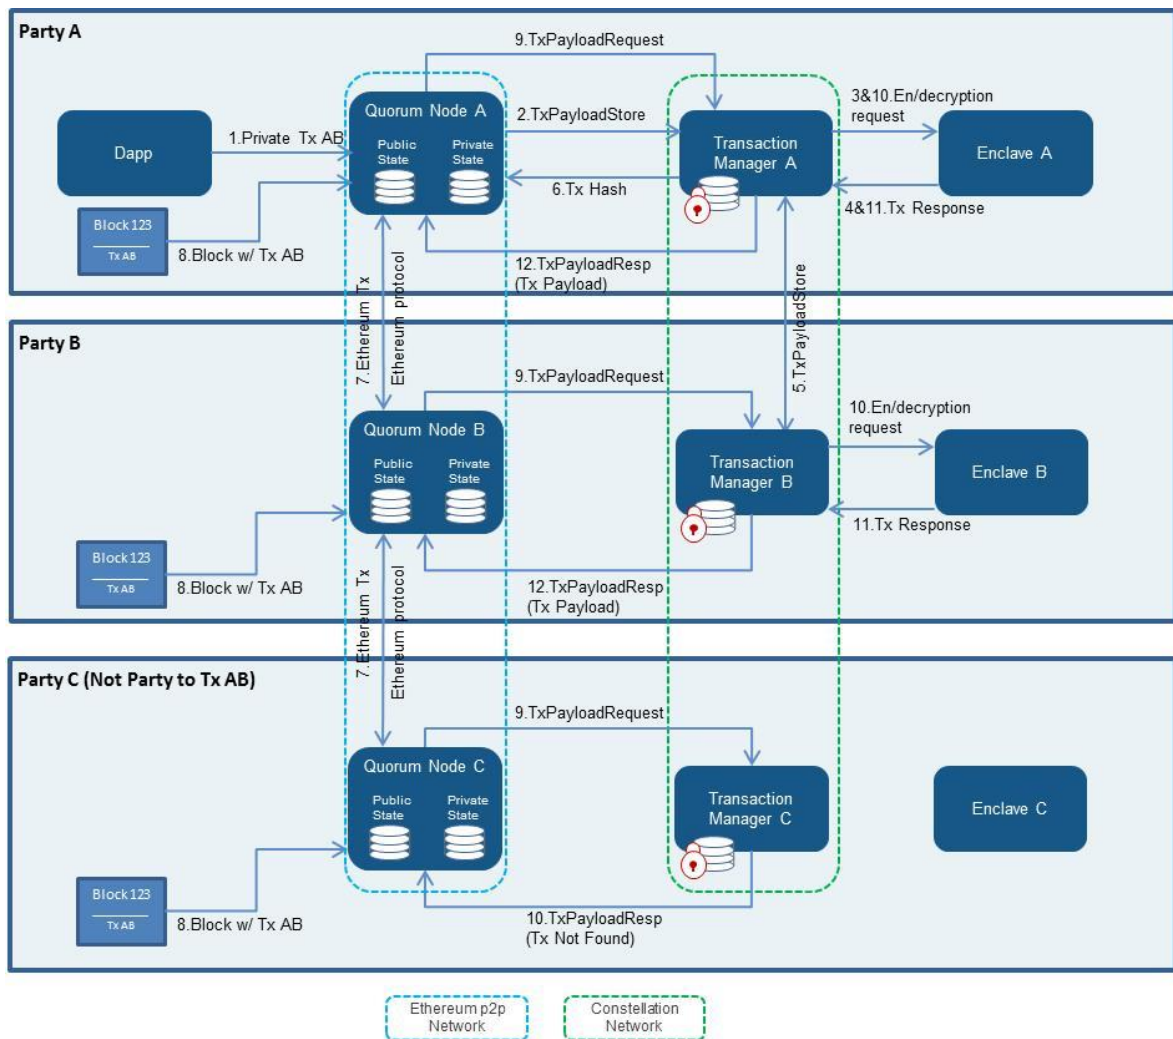 Party A
9.TxPayloadRequest
Quorum Node A
Public
State
Private
State
2.TxPayloadStore
3&10.En/decryption
request
Dapp
1.Private Tx AB
Transaction
Manager A
Enclave A
6.Tx Hash
4&11.Tx Response
Block123
Tx AB
8.Block w/ Tx AB
12.TxPayloadResp
(Tx Payload)
7.Ethereum Tx
Ethereum protocol
5.TxPayloadStore
Party B
9.TxPayloadRequest
Quorum Node B
Public
State
Private
State
10.En/decryption
request
Transaction
Manager B
Enclave B
11.Tx Response
Block123
Tx AB
8.Block w/ Tx AB
12.TxPayloadResp
(Tx Payload)
7.Ethereum Tx
Ethereum protocol
Party C (Not Party to Tx AB)
9.TxPayloadRequest
Quorum Node C
Public
State
Private
State
Transaction
Manager C
Enclave C
Block123
Tx AB
8.Block w/ Tx AB
10.TxPayloadResp
(Tx Not Found)
Ethereum p2p
Network
Constellation
Network